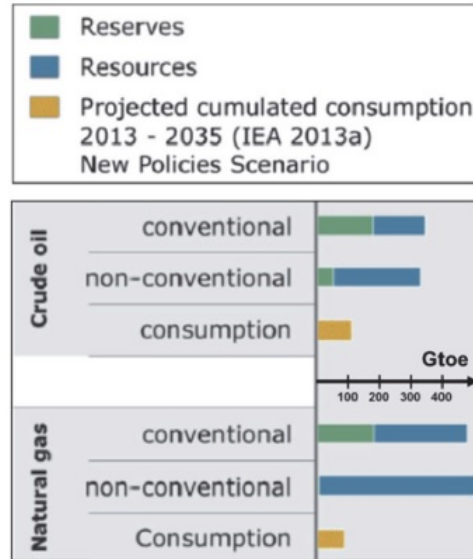 Reserves
Resources
Projected cumulated consumption
2013 - 2035 (IEA 2013a)
New Policies Scenario
Crude oil
conventional
non-conventional
consumption
Gtoe
100 200 300 400
Natural gas
conventional
non-conventional
Consumption